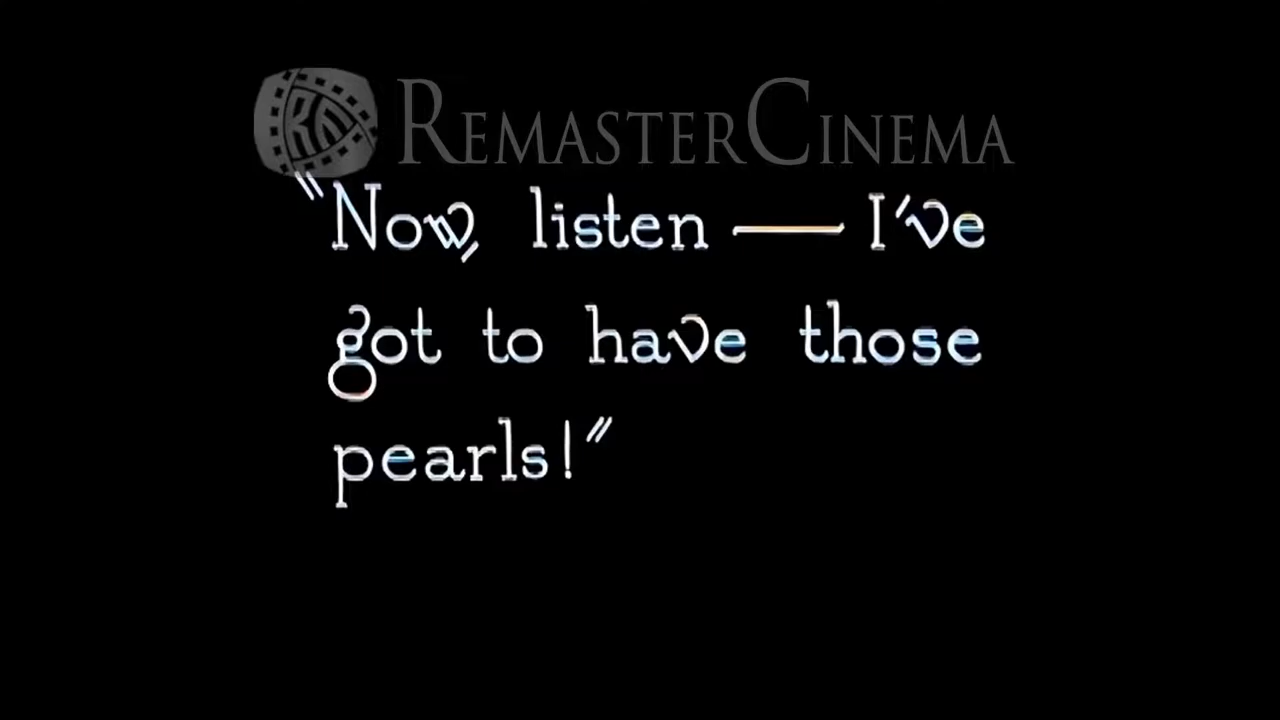 REMASTERCINEMA
"Now, listen — I've
got to have those
pearls!"